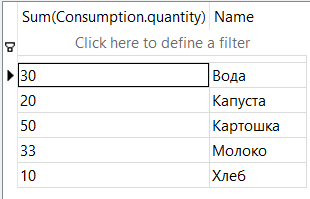 Sum(Consumption.quantity) Name
Click here to define a filter
30 Вода
20 Капуста
50 Картошка
33 Молоко
10 Хлеб